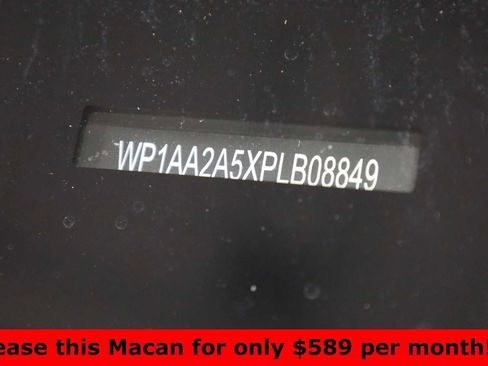 WP1AA2A5XPLB08849
ease this Macan for only $589 per month!